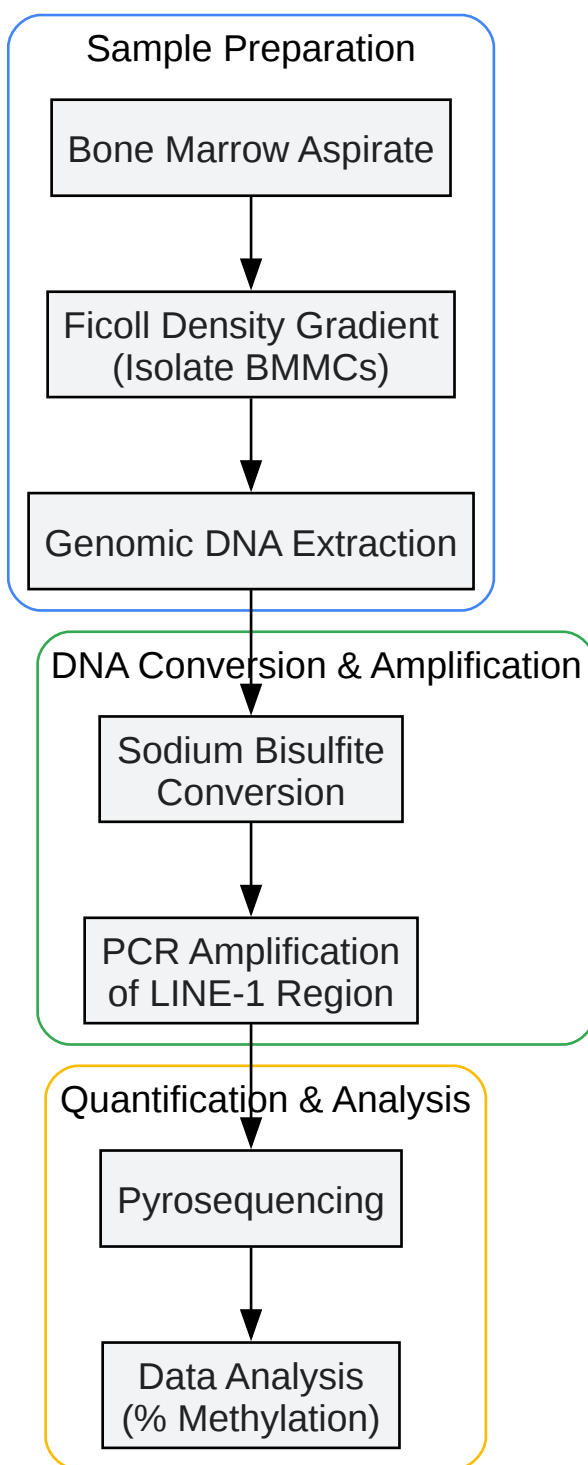 Sample Preparation
Bone Marrow Aspirate
Ficoll Density Gradient
(Isolate BMMCs)
Genomic DNA Extraction
DNA Conversion & Amplification
Sodium Bisulfite
Conversion
PCR Amplification
of LINE-1 Region
Quantification & Analysis
Pyrosequencing
Data Analysis
(% Methylation)